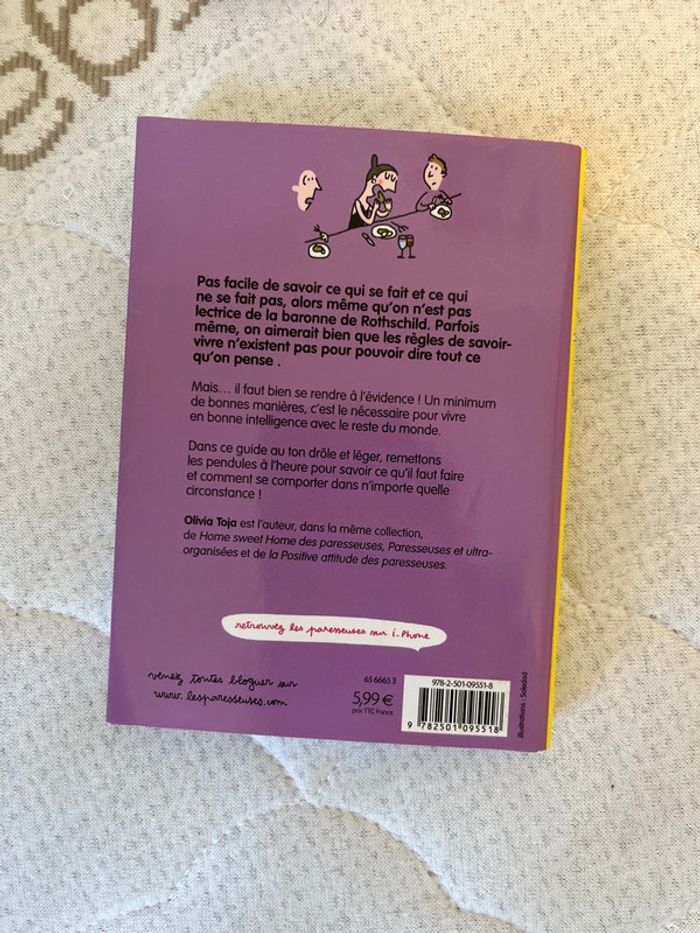 Pas facile de savoir ce qui se fait et ce qui
ne se fait pas, alors même qu'on n'est pas
lectrice de la baronne de Rothschild. Parfois
même, on aimerait bien que les règles de savoir-
vivre n'existent pas pour pouvoir dire tout ce
qu'on pense .
Mais... il faut bien se rendre à l'évidence ! Un minimum
de bonnes manières, c'est le nécessaire pour vivre
en bonne intelligence avec le reste du monde.
Dans ce guide au ton drôle et léger, remettons
les pendules à l'heure pour savoir ce qu'il faut faire
et comment se comporter dans n'importe quelle
circonstance !
Olivia Toja est l'auteur, dans la même collection,
de Home sweet Home des paresseuses, Paresseuses et ultra-
organisées et de la Positive attitude des paresseuses.
retrouvez les paresseuses sur i.Phone
venez toutes bloguer sur
www.lesparesseuses.com
65 6665 3
5,99 €
prix TTC France
978-2-501-09551-8
9 782501 095518
Illustrations : Soledad